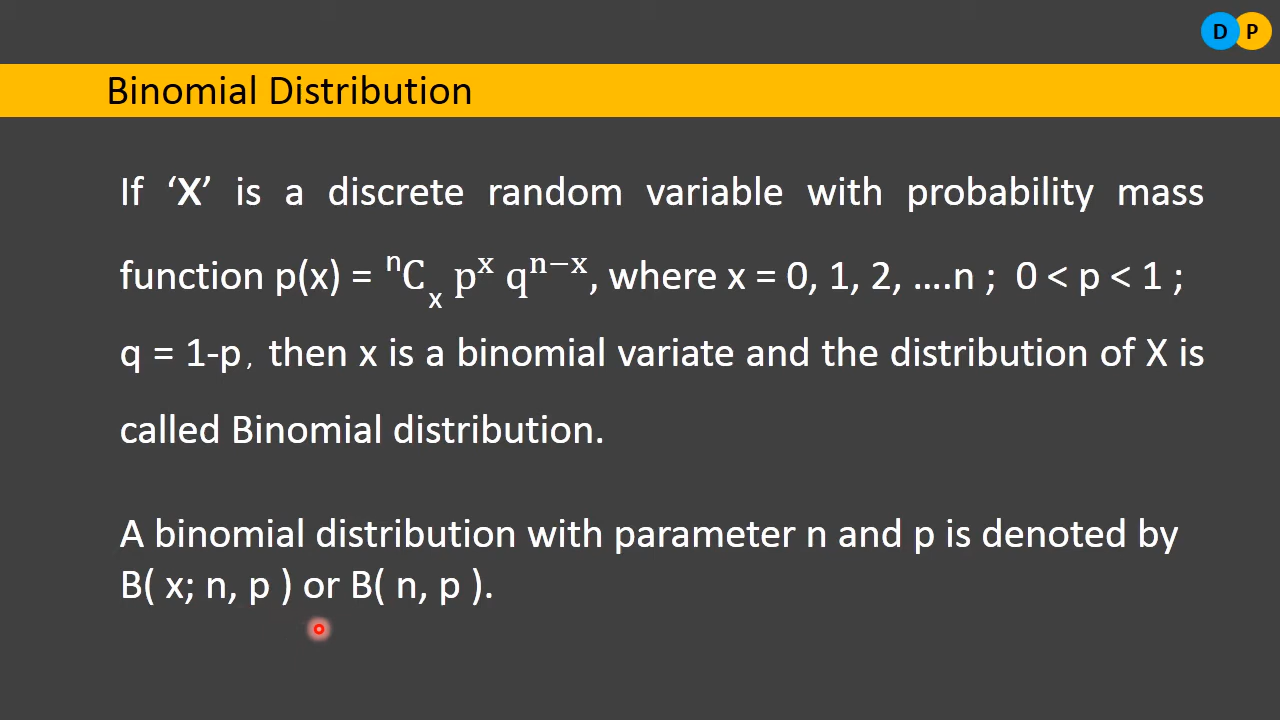 D P
Binomial Distribution
If ‘X’ is a discrete random variable with probability mass
function p(x) = ⁿCₓ pˣ qⁿ⁻ˣ, where x = 0, 1, 2, ....n ; 0 < p < 1 ;
q = 1-p, then x is a binomial variate and the distribution of X is
called Binomial distribution.
A binomial distribution with parameter n and p is denoted by
B( x; n, p ) or B( n, p ).